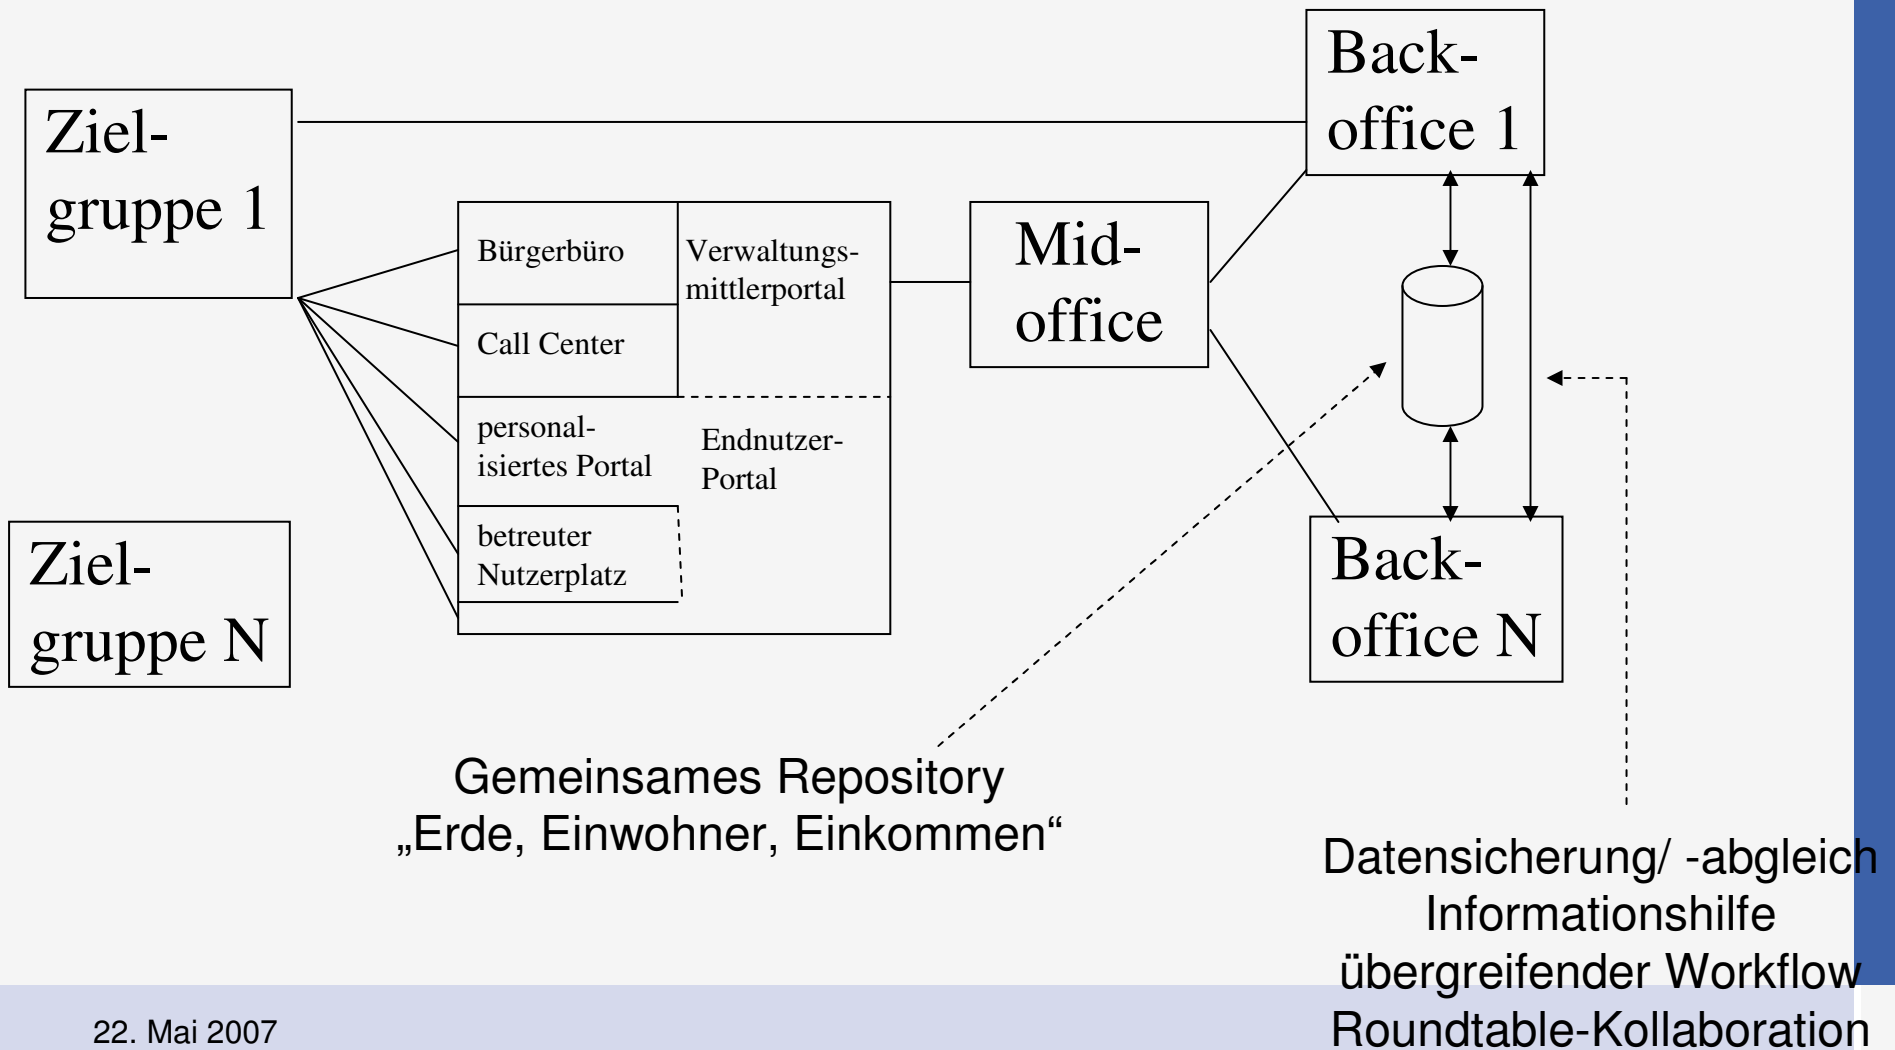 Back-
office 1
Ziel-
gruppe 1
Bürgerbüro
Verwaltungs-
mittlerportal
Call Center
personal-
isiertes Portal
Endnutzer-
Portal
betreuter
Nutzerplatz
Mid-
office
Ziel-
gruppe N
Back-
office N
Gemeinsames Repository
„Erde, Einwohner, Einkommen“
Datensicherung/ -abgleich
Informationshilfe
übergreifender Workflow
Roundtable-Kollaboration
22. Mai 2007